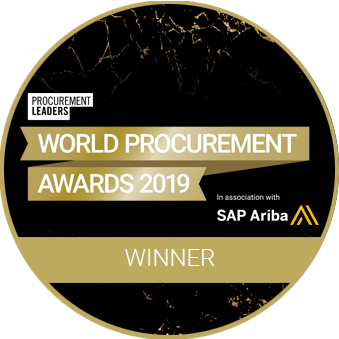 PROCUREMENT
LEADERS
WORLD PROCUREMENT
AWARDS 2019
In association with
SAP Ariba
WINNER